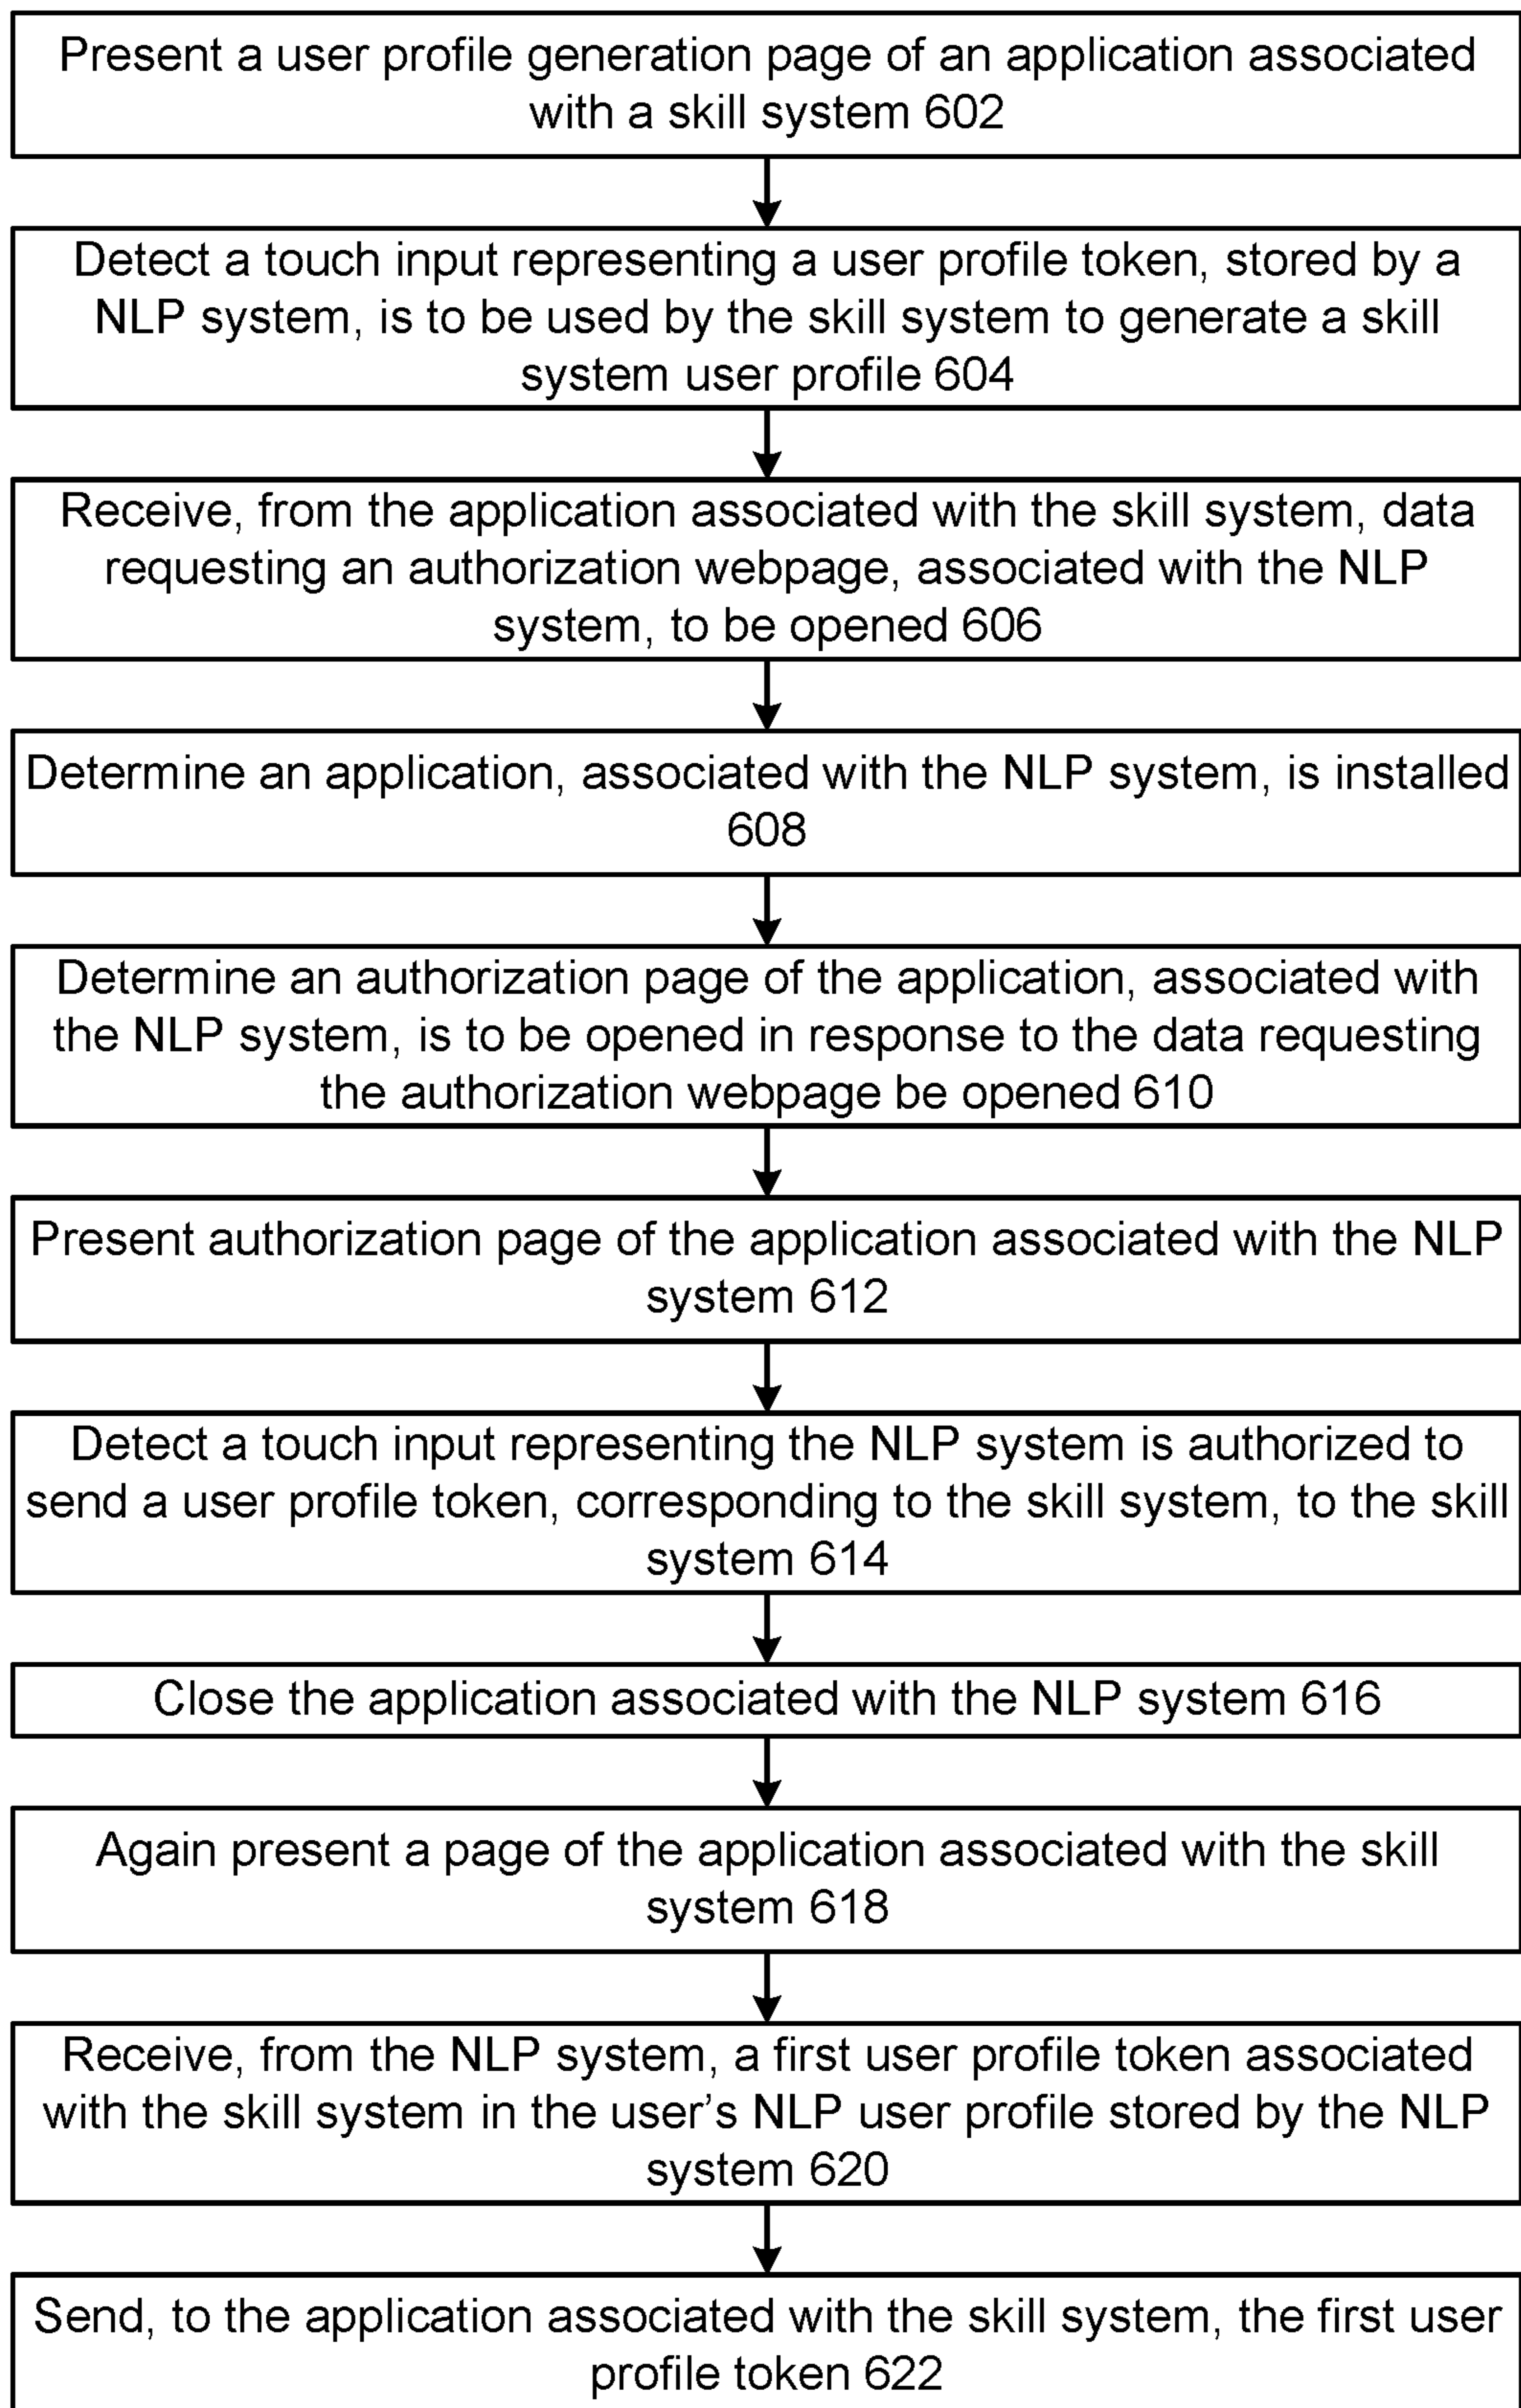 Present a user profile generation page of an application associated
with a skill system 602
Detect a touch input representing a user profile token, stored by a
NLP system, is to be used by the skill system to generate a skill
system user profile 604
Receive, from the application associated with the skill system, data
requesting an authorization webpage, associated with the NLP
system, to be opened 606
Determine an application, associated with the NLP system, is installed
608
Determine an authorization page of the application, associated with
the NLP system, is to be opened in response to the data requesting
the authorization webpage be opened 610
Present authorization page of the application associated with the NLP
system 612
Detect a touch input representing the NLP system is authorized to
send a user profile token, corresponding to the skill system, to the skill
system 614
Close the application associated with the NLP system 616
Again present a page of the application associated with the skill
system 618
Receive, from the NLP system, a first user profile token associated
with the skill system in the user’s NLP user profile stored by the NLP
system 620
Send, to the application associated with the skill system, the first user
profile token 622